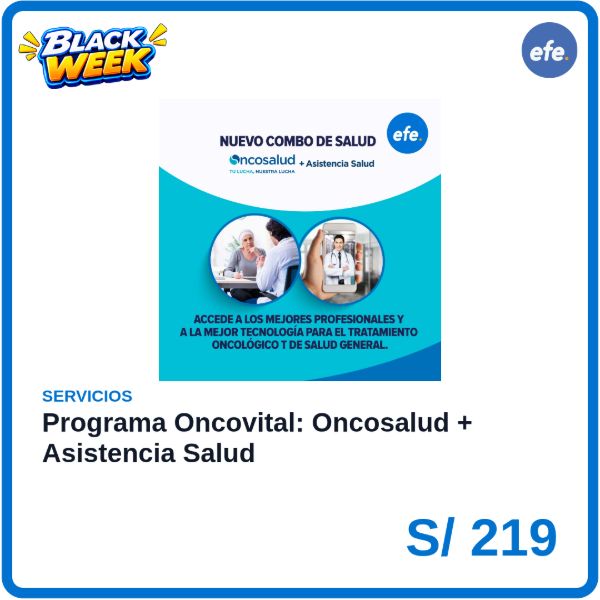 BLACK
WEEK
efe.
NUEVO COMBO DE SALUD
efe.
Oncosalud + Asistencia Salud
TU LUCHA, NUESTRA LUCHA
ACCEDE A LOS MEJORES PROFESIONALES Y
A LA MEJOR TECNOLOGÍA PARA EL TRATAMIENTO
ONCOLÓGICO T DE SALUD GENERAL.
SERVICIOS
Programa Oncovital: Oncosalud +
Asistencia Salud
S/ 219